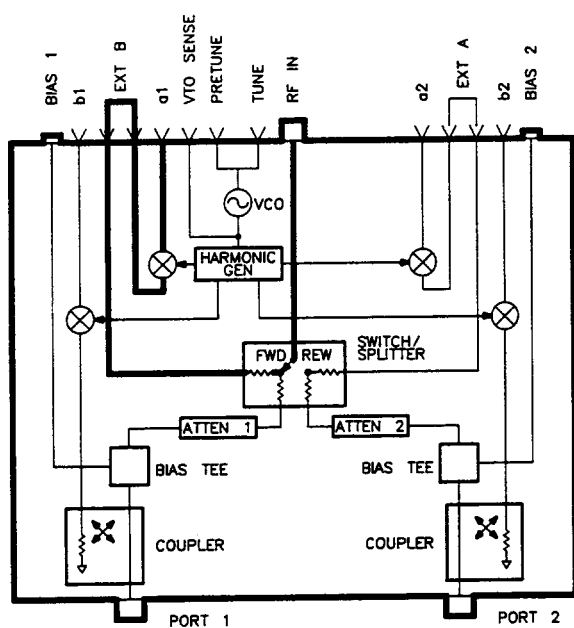 BIAS 1
b1
EXT B
a1
VTO SENSE
PRETUNE
TUNE
RF IN
a2
EXT A
b2
BIAS 2
VCO
HARMONIC
GEN
SWITCH/
SPLITTER
FWD
REW
ATTEN 1
ATTEN 2
BIAS TEE
BIAS TEE
COUPLER
COUPLER
PORT 1
PORT 2